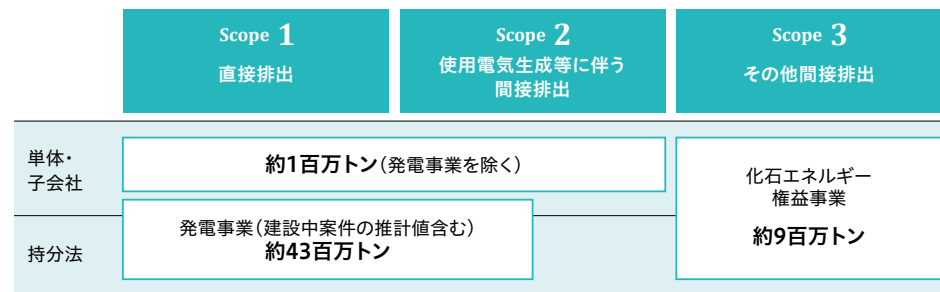 Scope 1
直接排出
Scope 2
使用電気生成等に伴う
間接排出
Scope 3
その他間接排出
単体・
子会社
約1百万トン（発電事業を除く）
発電事業（建設中案件の推計値含む）
約43百万トン
持分法
化石エネルギー
権益事業
約9百万トン